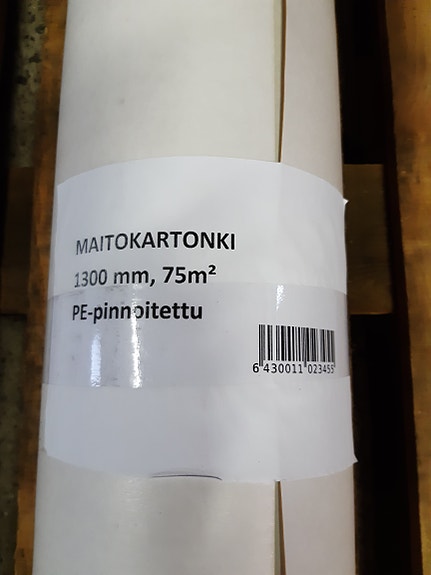 MAITOKARTONKI
1300 mm, 75m²
PE-pinnoitettu
6 430011 023455